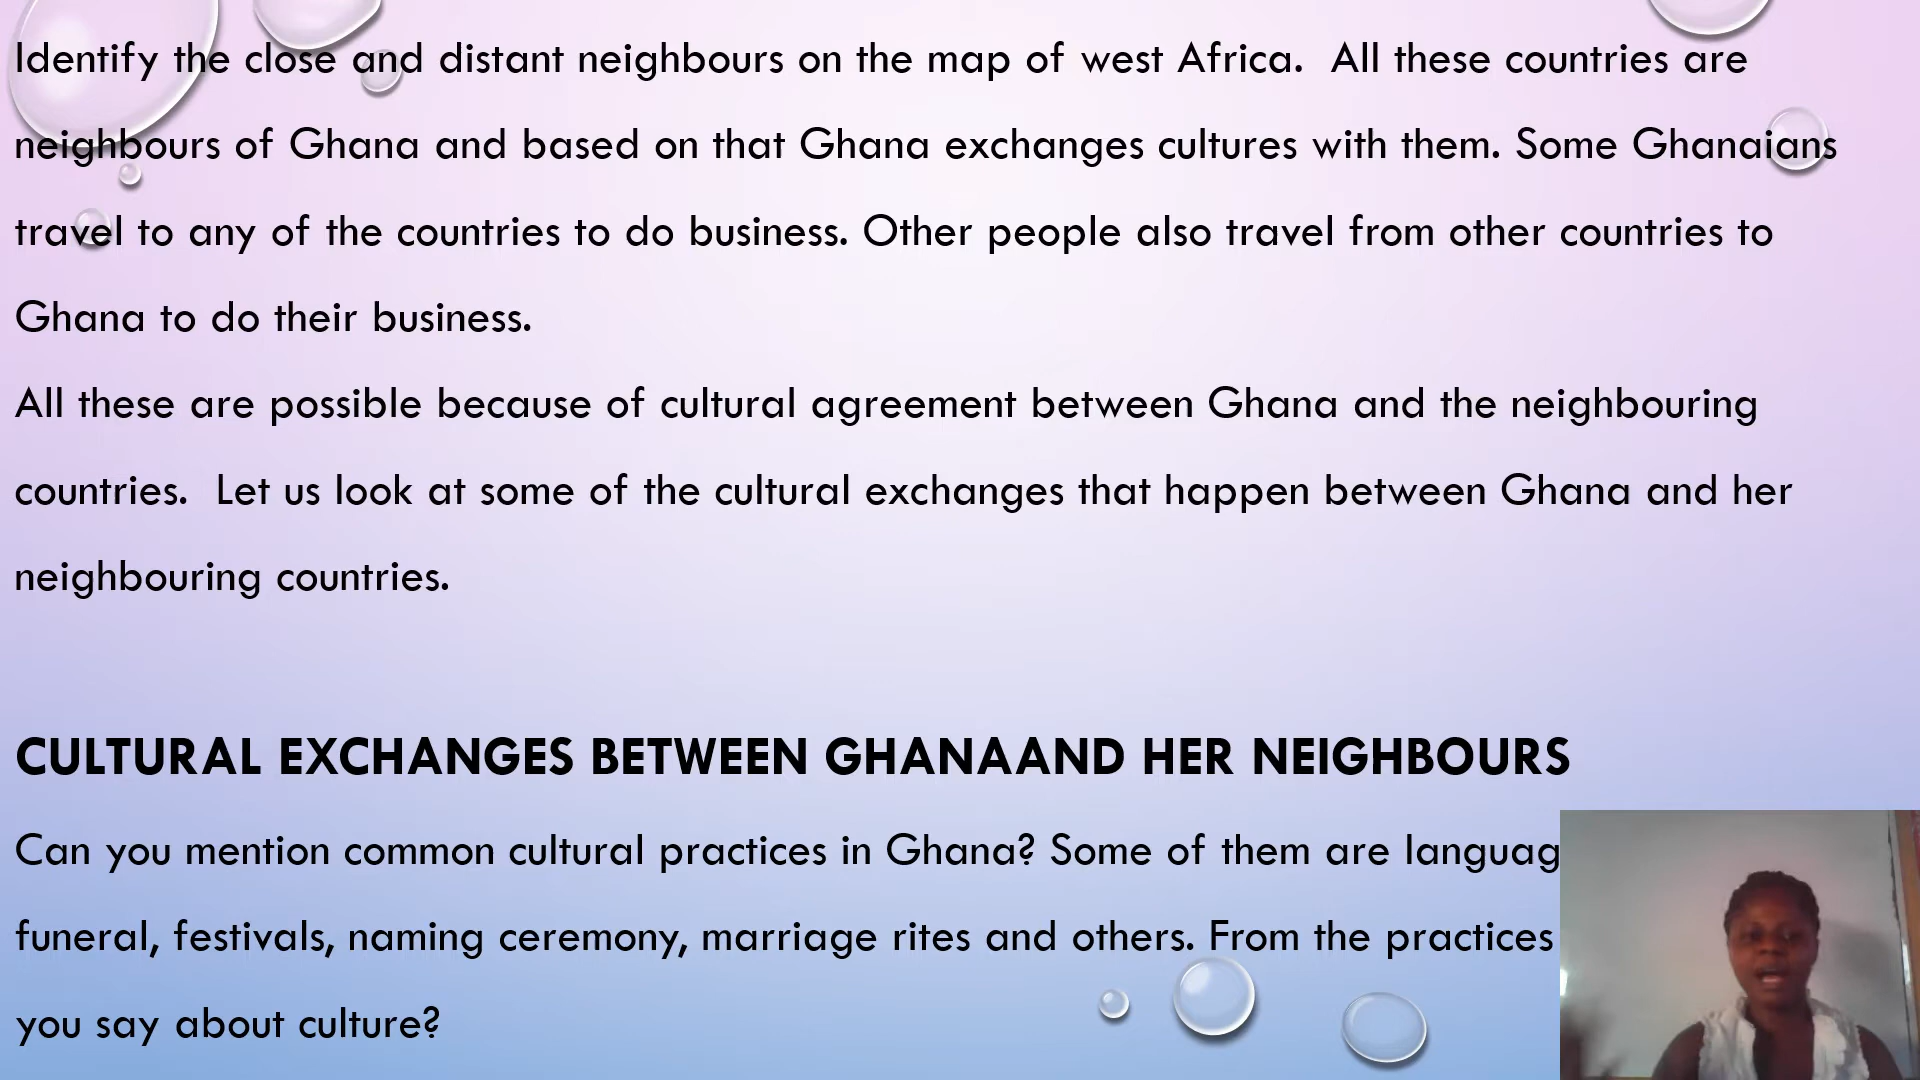 Identify the close and distant neighbours on the map of west Africa.  All these countries are
neighbours of Ghana and based on that Ghana exchanges cultures with them. Some Ghanaians
travel to any of the countries to do business. Other people also travel from other countries to
Ghana to do their business.
All these are possible because of cultural agreement between Ghana and the neighbouring
countries.  Let us look at some of the cultural exchanges that happen between Ghana and her
neighbouring countries.
CULTURAL EXCHANGES BETWEEN GHANAAND HER NEIGHBOURS
Can you mention common cultural practices in Ghana? Some of them are languag
funeral, festivals, naming ceremony, marriage rites and others. From the practices
you say about culture?